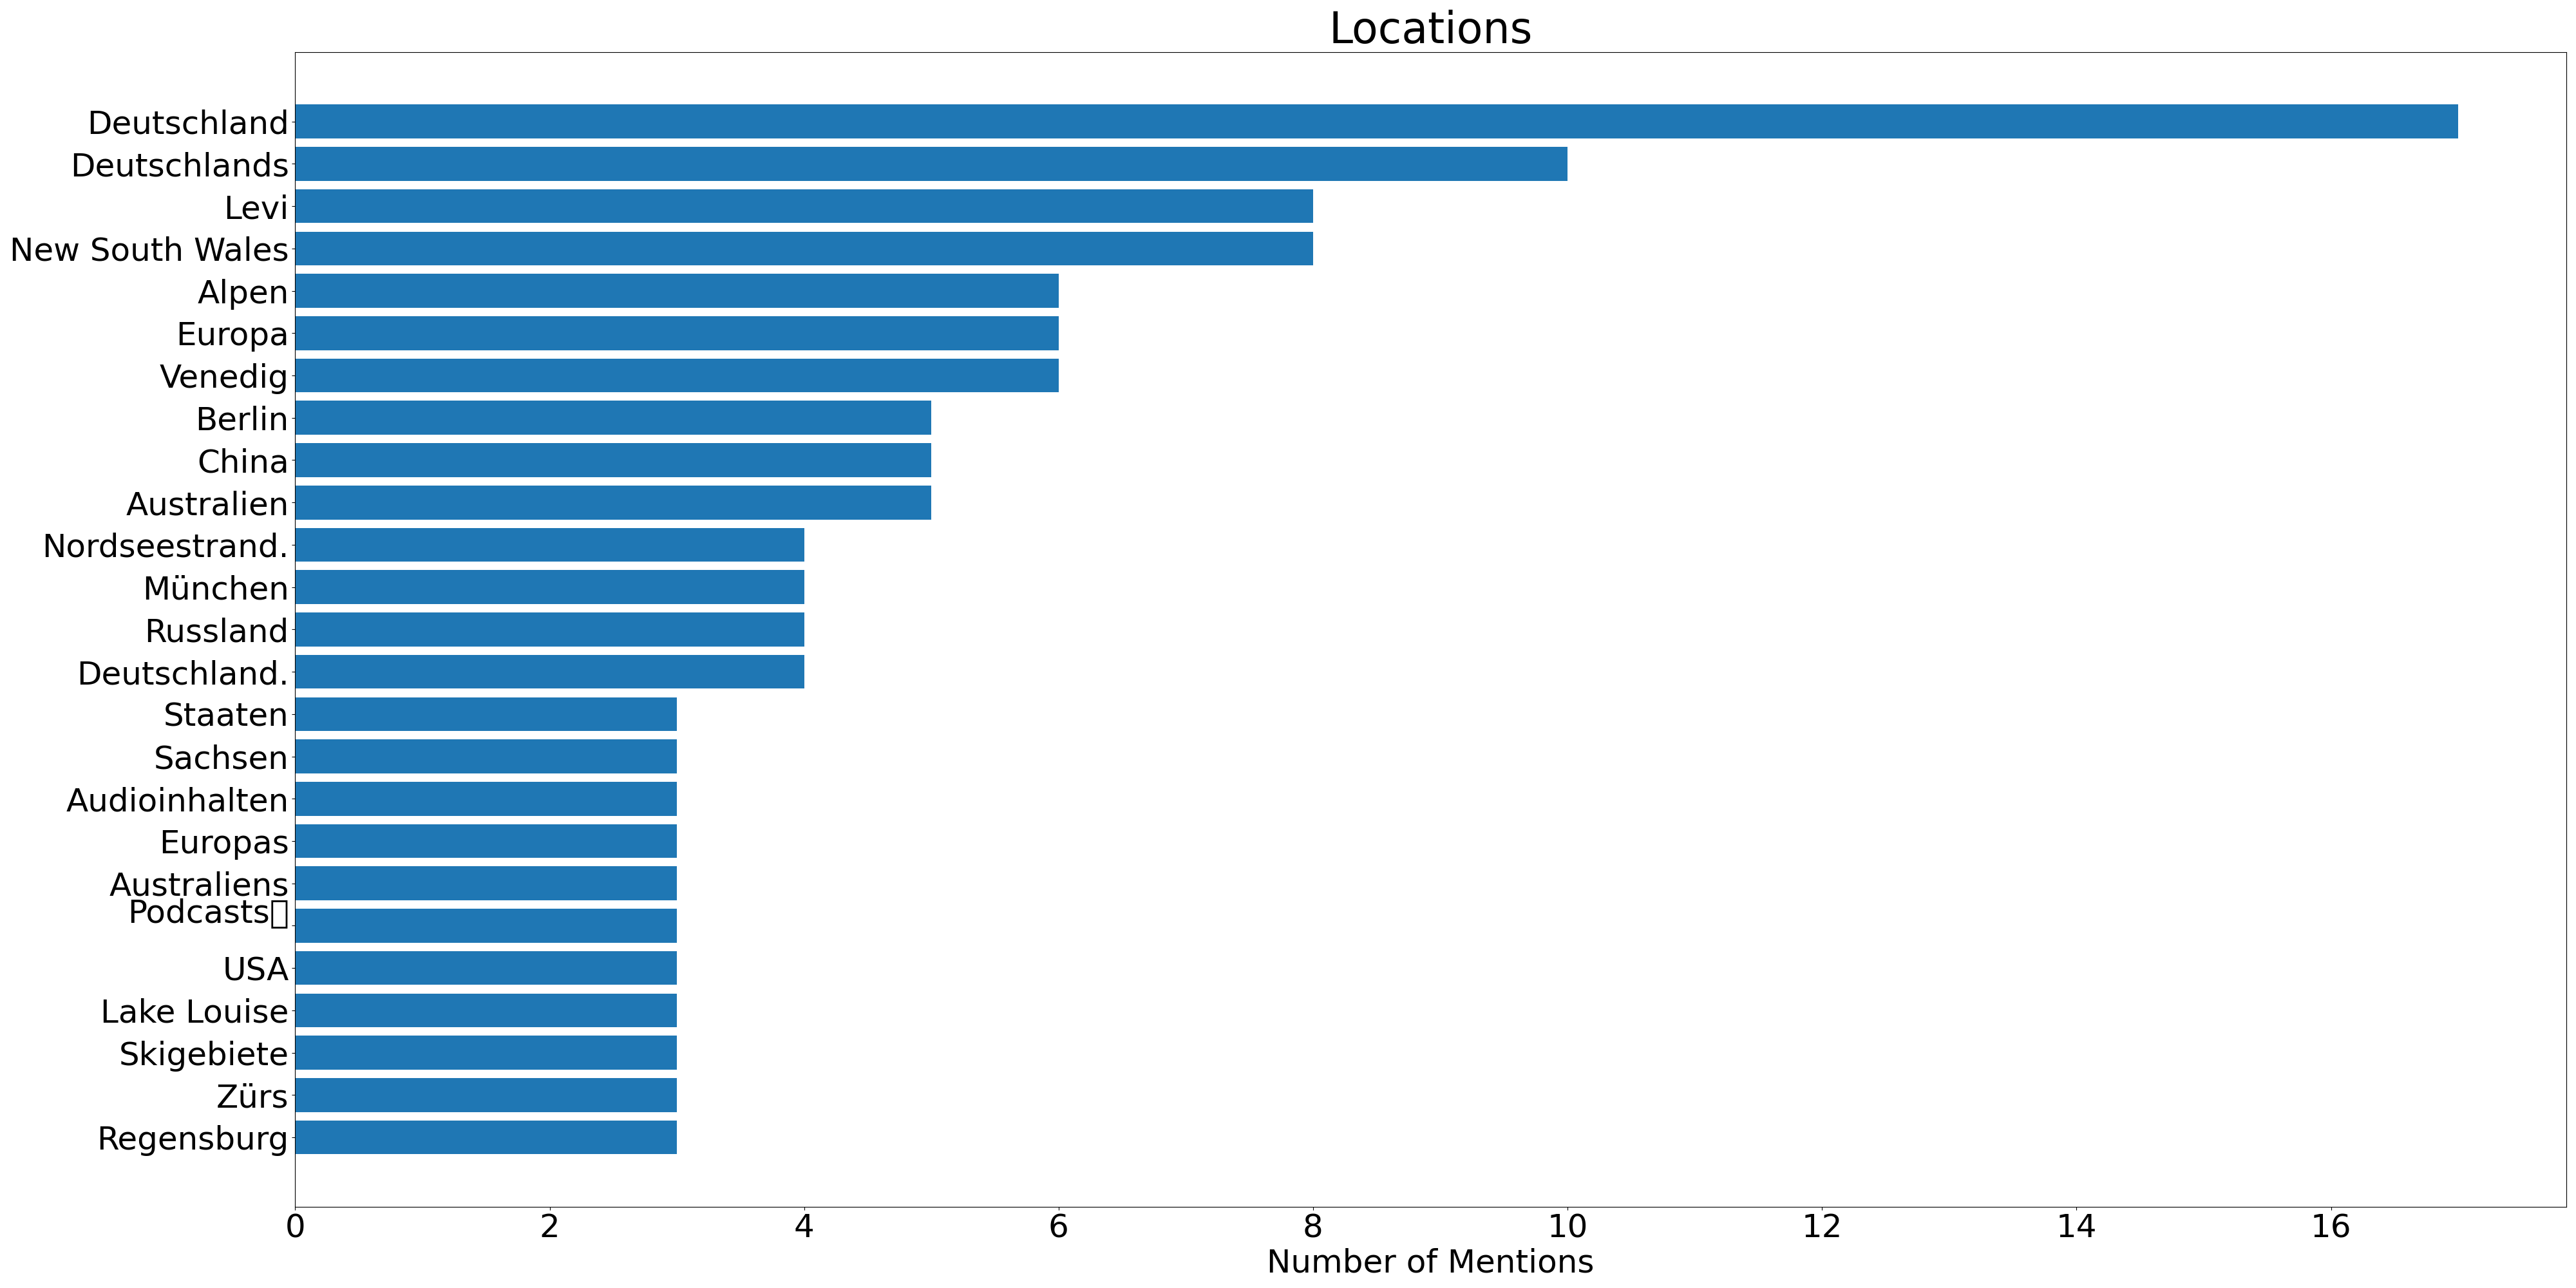 Locations
Deutschland
Deutschlands
Levi
New South Wales
Alpen
Europa
Venedig
Berlin
China
Australien
Nordseestrand.
München
Russland
Deutschland.
Staaten
Sachsen
Audioinhalten
Europas
Australiens
Podcasts
USA
Lake Louise
Skigebiete
Zürs
Regensburg
0 2 4 6 8 10 12 14 16
Number of Mentions